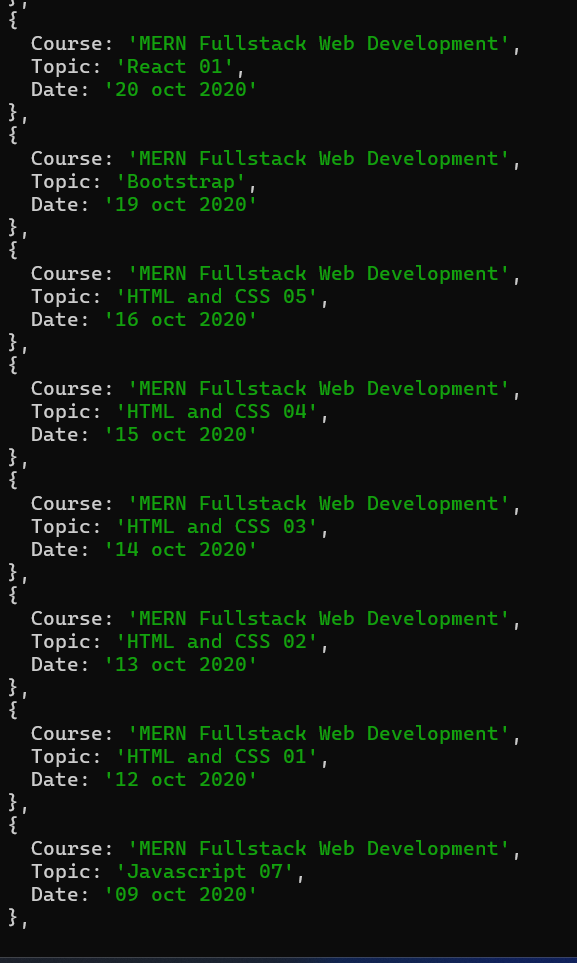 },
{
  Course: 'MERN Fullstack Web Development',
  Topic: 'React 01',
  Date: '20 oct 2020'
},
{
  Course: 'MERN Fullstack Web Development',
  Topic: 'Bootstrap',
  Date: '19 oct 2020'
},
{
  Course: 'MERN Fullstack Web Development',
  Topic: 'HTML and CSS 05',
  Date: '16 oct 2020'
},
{
  Course: 'MERN Fullstack Web Development',
  Topic: 'HTML and CSS 04',
  Date: '15 oct 2020'
},
{
  Course: 'MERN Fullstack Web Development',
  Topic: 'HTML and CSS 03',
  Date: '14 oct 2020'
},
{
  Course: 'MERN Fullstack Web Development',
  Topic: 'HTML and CSS 02',
  Date: '13 oct 2020'
},
{
  Course: 'MERN Fullstack Web Development',
  Topic: 'HTML and CSS 01',
  Date: '12 oct 2020'
},
{
  Course: 'MERN Fullstack Web Development',
  Topic: 'Javascript 07',
  Date: '09 oct 2020'
},